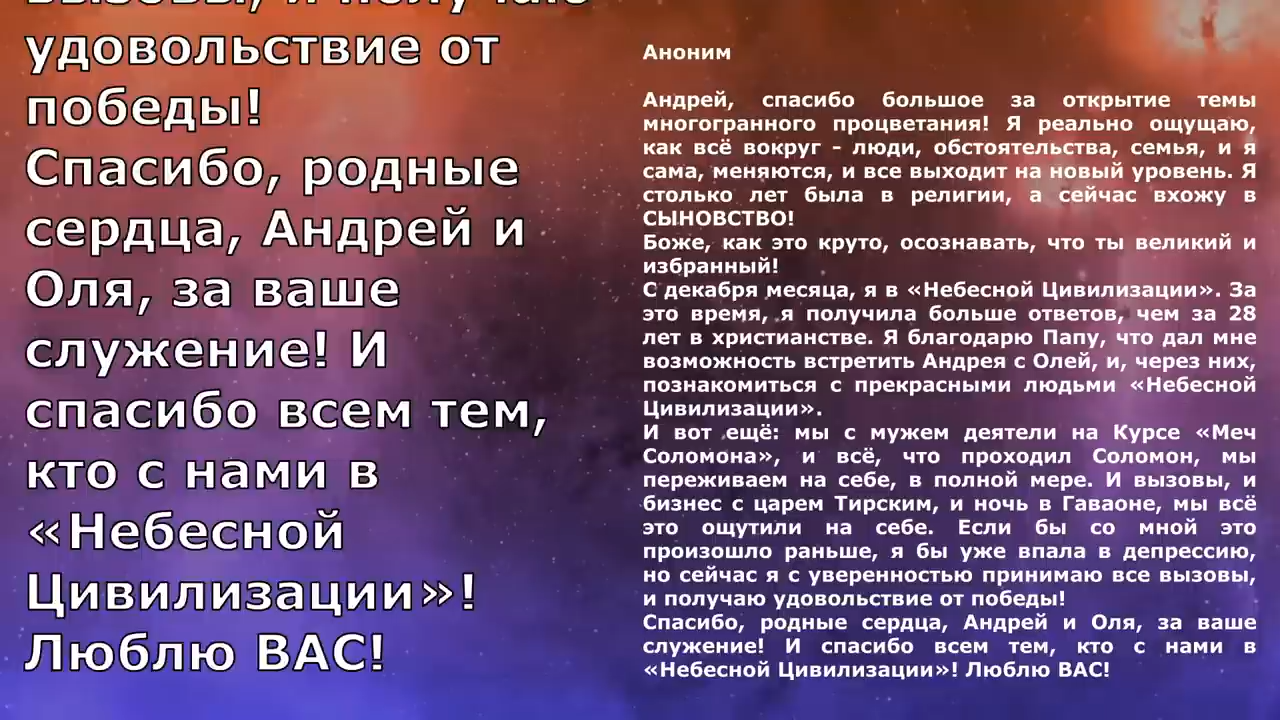 вызовы, и получаю
удовольствие от
победы!
Спасибо, родные
сердца, Андрей и
Оля, за ваше
служение! И
спасибо всем тем,
кто с нами в
«Небесной
Цивилизации»!
Люблю ВАС!
Аноним
Андрей, спасибо большое за открытие темы
многогранного процветания! Я реально ощущаю,
как всё вокруг - люди, обстоятельства, семья, и я
сама, меняются, и все выходит на новый уровень. Я
столько лет была в религии, а сейчас вхожу в
СЫНОВСТВО!
Боже, как это круто, осознавать, что ты великий и
избранный!
С декабря месяца, я в «Небесной Цивилизации». За
это время, я получила больше ответов, чем за 28
лет в христианстве. Я благодарю Папу, что дал мне
возможность встретить Андрея с Олей, и, через них,
познакомиться с прекрасными людьми «Небесной
Цивилизации».
И вот ещё: мы с мужем деятели на Курсе «Меч
Соломона», и всё, что проходил Соломон, мы
переживаем на себе, в полной мере. И вызовы, и
бизнес с царем Тирским, и ночь в Гаваоне, мы всё
это ощутили на себе. Если бы со мной это
произошло раньше, я бы уже впала в депрессию,
но сейчас я с уверенностью принимаю все вызовы,
и получаю удовольствие от победы!
Спасибо, родные сердца, Андрей и Оля, за ваше
служение! И спасибо всем тем, кто с нами в
«Небесной Цивилизации»! Люблю ВАС!